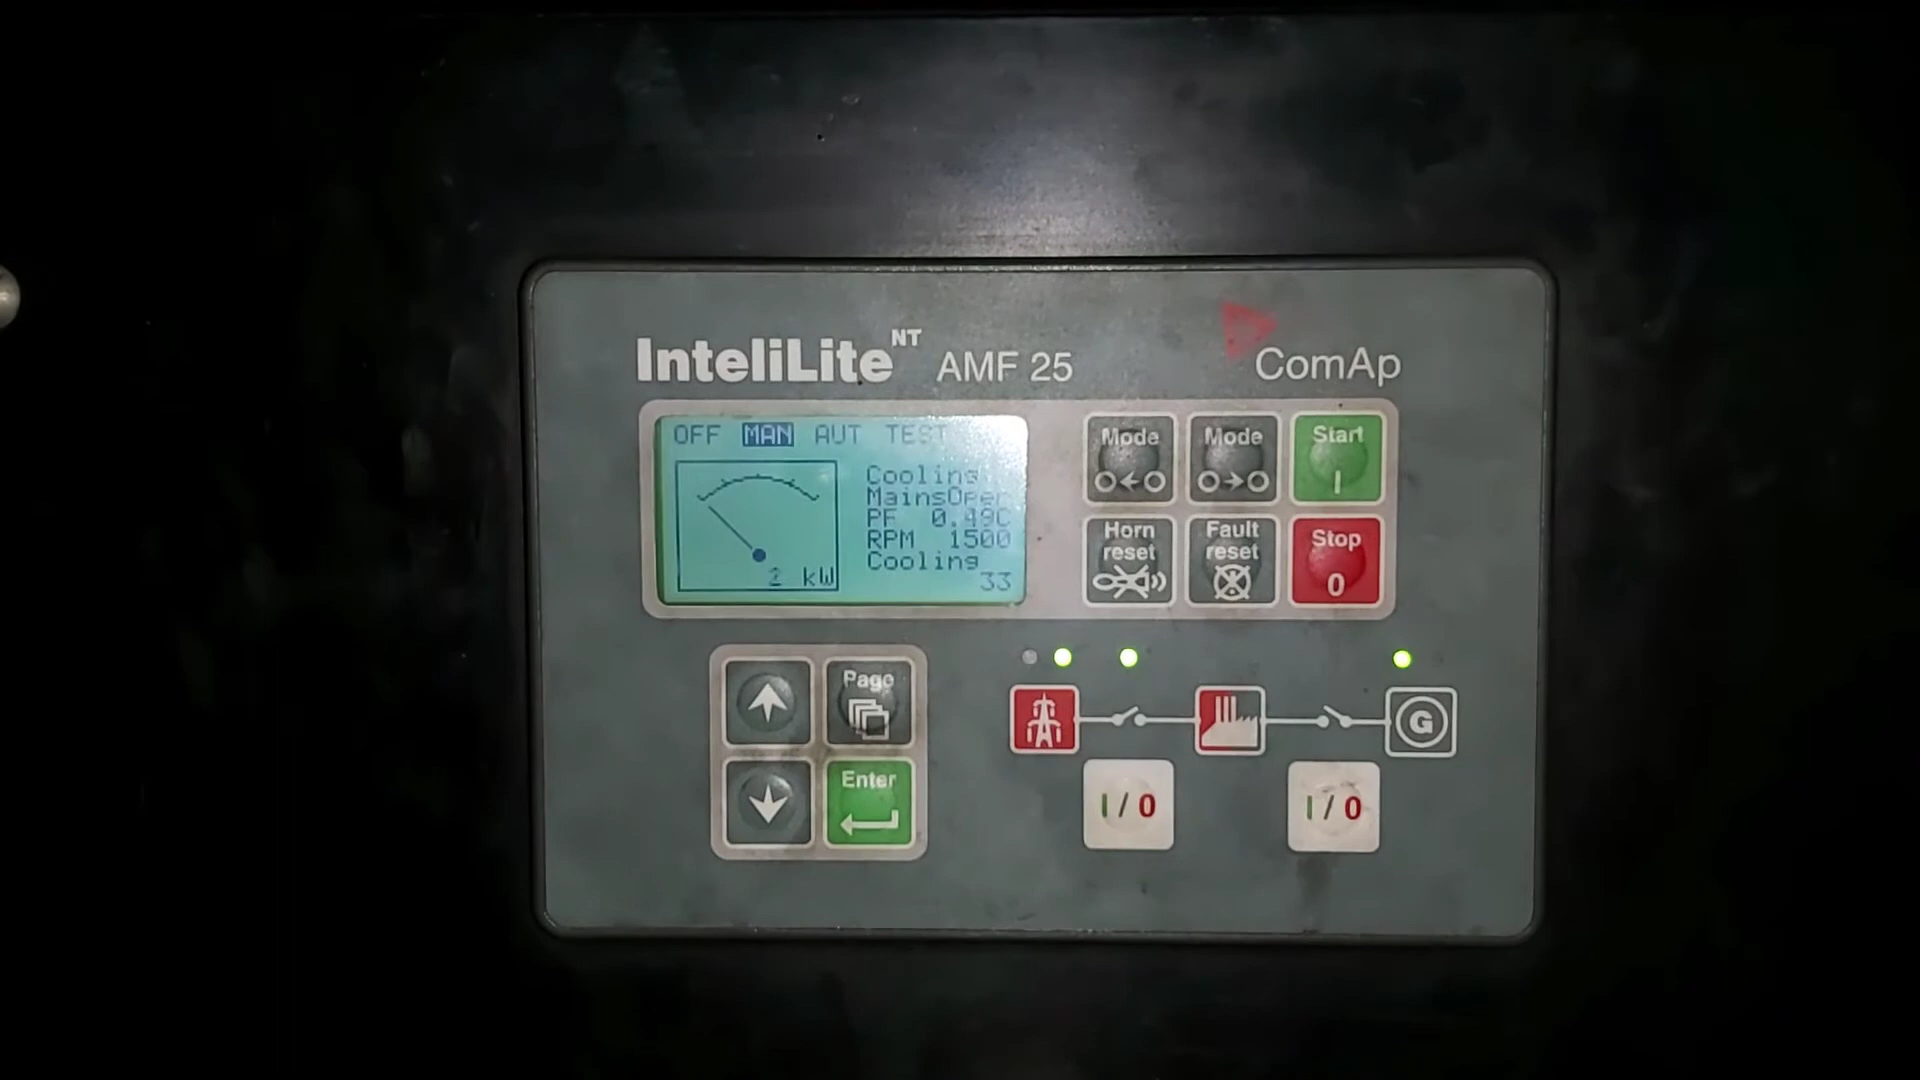 InteliLite NT AMF 25
ComAp
OFF MAN AUT TEST
Cooling
MainsOper
PF 0.49C
RPM 1500
Cooling
33
2 kW
Mode
Mode
Start
I
Horn reset
Fault reset
Stop
0
Page
Enter
G
I/0
I/0